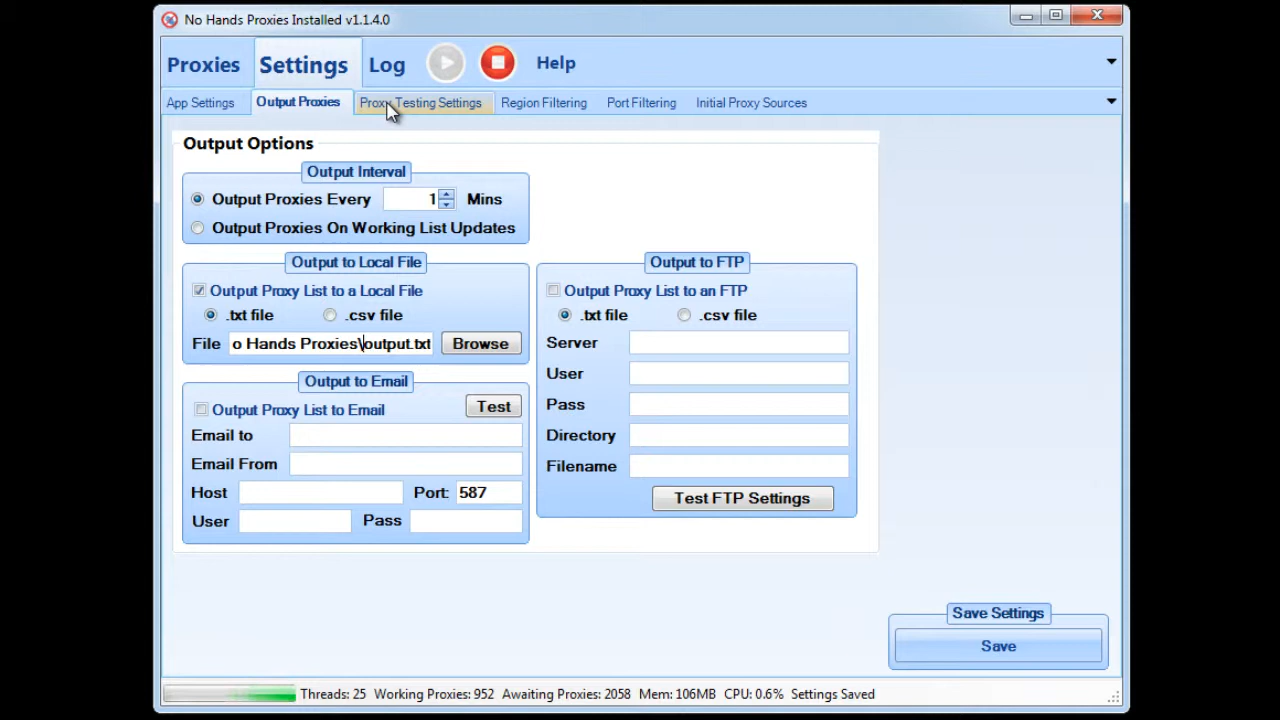 No Hands Proxies Installed v1.1.4.0
Proxies Settings Log Help
App Settings Output Proxies Proxy Testing Settings Region Filtering Port Filtering Initial Proxy Sources
Output Options
Output Interval
Output Proxies Every 1 Mins
Output Proxies On Working List Updates
Output to Local File
Output Proxy List to a Local File
.txt file .csv file
File o Hands Proxies\output.txt Browse
Output to Email
Output Proxy List to Email Test
Email to
Email From
Host Port: 587
User Pass
Output to FTP
Output Proxy List to an FTP
.txt file .csv file
Server
User
Pass
Directory
Filename
Test FTP Settings
Save Settings
Save
Threads: 25 Working Proxies: 952 Awaiting Proxies: 2058 Mem: 106MB CPU: 0.6% Settings Saved